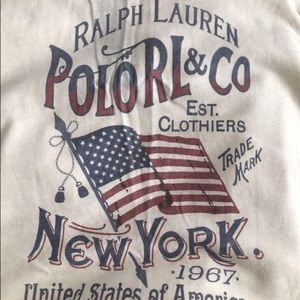 RALPH LAUREN
POLO RL & CO
EST.
CLOTHIERS
TRADE
MARK
NEW YORK.
·1967·
United States of America